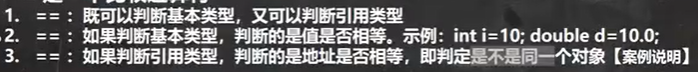 1. == ：既可以判断基本类型，又可以判断引用类型
2. == ：如果判断基本类型，判断的是值是否相等。示例：int i=10; double d=10.0;
3. == ：如果判断引用类型，判断的是地址是否相等，即判定是不是同一个对象【案例说明】